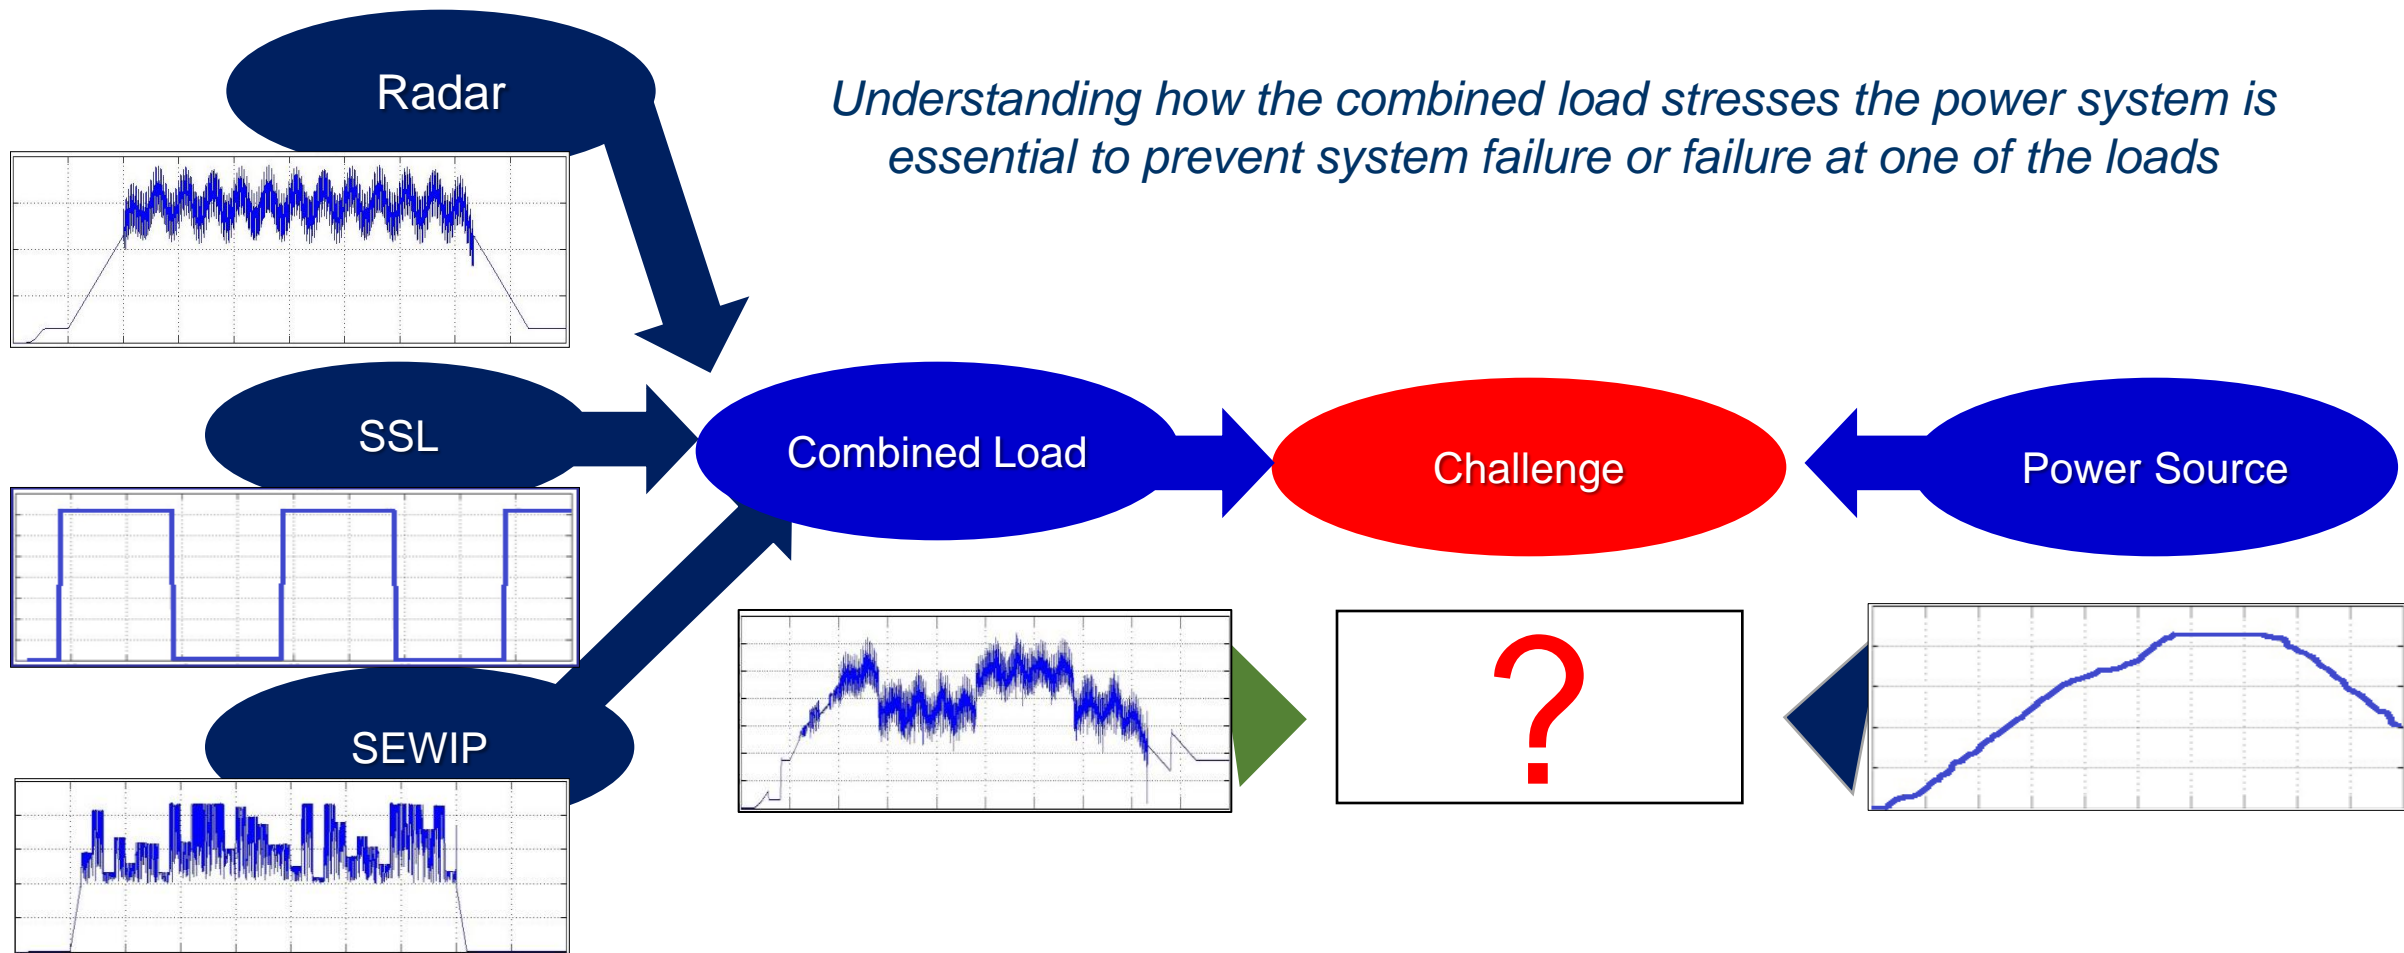 Radar
Understanding how the combined load stresses the power system is
essential to prevent system failure or failure at one of the loads
SSL
Combined Load
Challenge
Power Source
SEWIP
?